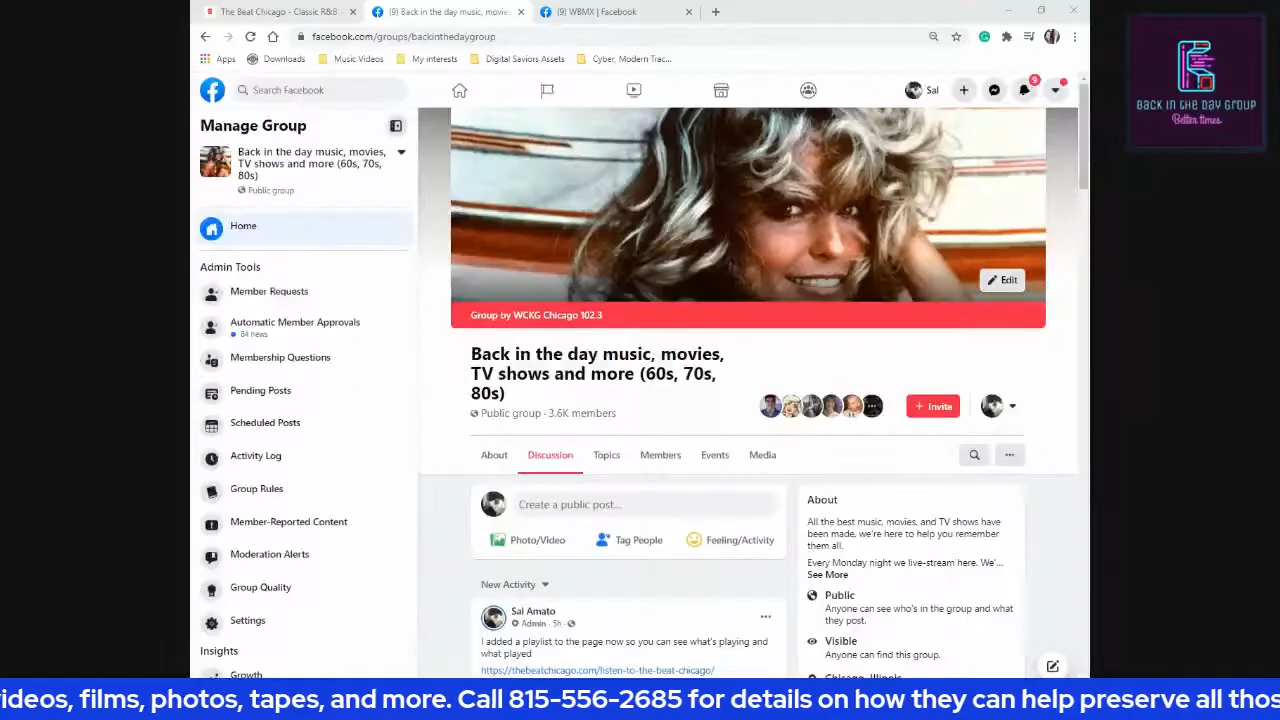 The Beat Chicago - Classic R&B
(9) Back in the day music, movie
(9) WBMX | Facebook
facebook.com/groups/backinthedaygroup
Apps
Downloads
Music Videos
My interests
Digital Saviors Assets
Cyber, Modern Trac...
BACK IN THE DAY GROUP
Better times
Search Facebook
Sal
9
Manage Group
Back in the day music, movies,
TV shows and more (60s, 70s,
80s)
Public group
Home
Admin Tools
Member Requests
Automatic Member Approvals
84 news
Membership Questions
Pending Posts
Scheduled Posts
Activity Log
Group Rules
Member-Reported Content
Moderation Alerts
Group Quality
Settings
Insights
Growth
Edit
Group by WCKG Chicago 102.3
Back in the day music, movies,
TV shows and more (60s, 70s,
80s)
Public group · 3.6K members
Invite
About
Discussion
Topics
Members
Events
Media
Create a public post...
Photo/Video
Tag People
Feeling/Activity
New Activity
Sal Amato
Admin · 5h ·
I added a playlist to the page now so you can see what's playing and
what played
https://thebeatchicago.com/listen-to-the-beat-chicago/
About
All the best music, movies, and TV shows have
been made, we're here to help you remember
them all.
Every Monday night we live-stream here. We'...
See More
Public
Anyone can see who's in the group and what
they post.
Visible
Anyone can find this group.
Chicago, Illinois
videos, films, photos, tapes, and more. Call 815-556-2685 for details on how they can help preserve all thos